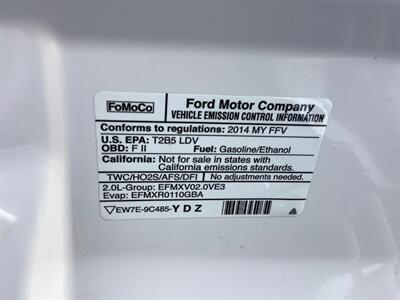 FoMoCo
Ford Motor Company
VEHICLE EMISSION CONTROL INFORMATION
Conforms to regulations: 2014 MY FFV
U.S. EPA: T2B5 LDV
OBD: F II Fuel: Gasoline/Ethanol
California: Not for sale in states with
California emissions standards.
TWC/HO2S/AFS/DFI No adjustments needed.
2.0L-Group: EFMXV02.0VE3
Evap: EFMXR0110GBA
EW7E-9C485-Y D Z